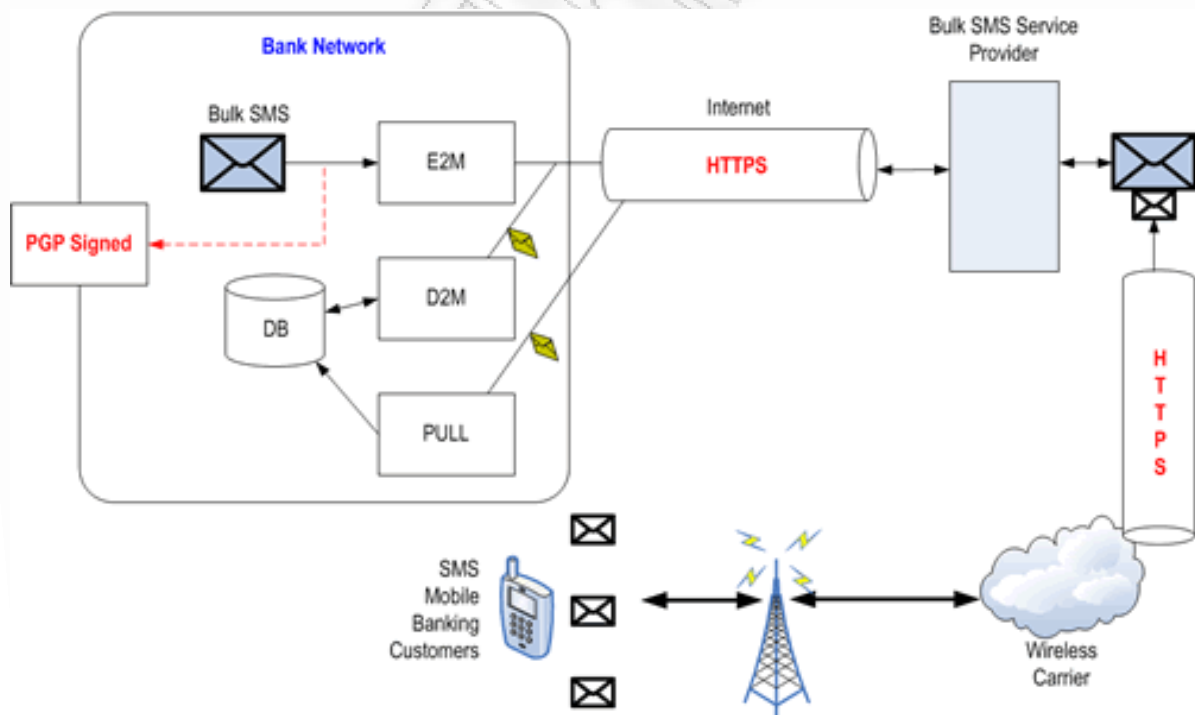 Bank Network
Bulk SMS Service
Provider
Bulk SMS
Internet
E2M
HTTPS
PGP Signed
D2M
DB
PULL
H
T
T
P
S
SMS
Mobile
Banking
Customers
Wireless
Carrier